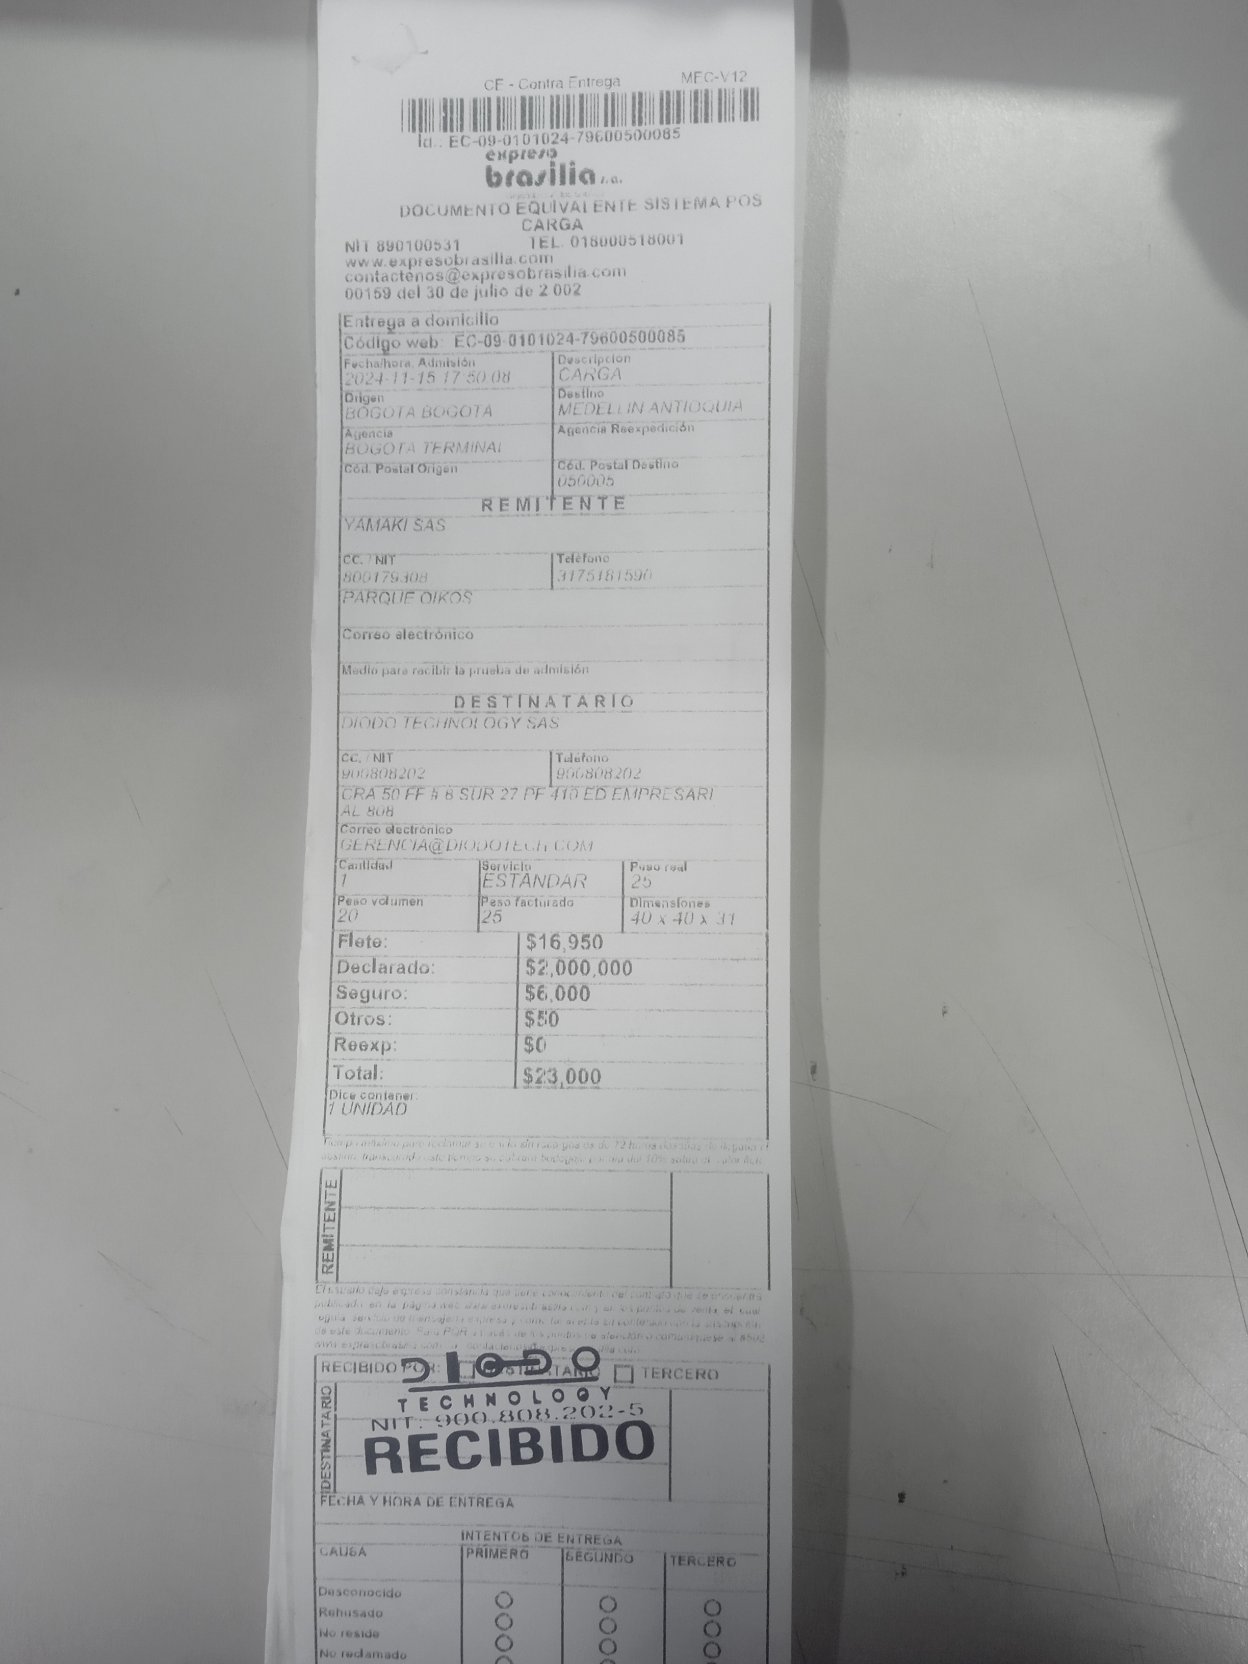 CE - Contra Entrega MEC-V12
Id.: EC-09-0101024-79600500085
expreso
brasilia s.a.
DOCUMENTO EQUIVALENTE SISTEMA POS
CARGA
NIT 890100531 TEL. 018000518001
www.expresobrasilia.com
contactenos@expresobrasilia.com
00159 del 30 de julio de 2 002
Entrega a domicilio
Código web: EC-09-0101024-79600500085
Fecha/hora. Admisión Descripción
2024-11-15 17:50:08 CARGA
Origen Destino
BOGOTA BOGOTA MEDELLIN ANTIOQUIA
Agencia Agencia Reexpedición
BOGOTA TERMINAL
Cód. Postal Origen Cód. Postal Destino
050005
REMITENTE
YAMAKI SAS
CC. / NIT Teléfono
800179308 3175181590
PARQUE OIKOS
Correo electrónico
Medio para recibir la prueba de admisión
DESTINATARIO
DIODO TECHNOLOGY SAS
CC. / NIT Teléfono
900808202 900808202
CRA 50 FF # 8 SUR 27 PF 410 ED EMPRESARI
AL 808
Correo electrónico
GERENCIA@DIODOTECH.COM
Cantidad Servicio Peso real
1 ESTANDAR 25
Peso volumen Peso facturado Dimensiones
20 25 40 x 40 x 31
Flete: $16,950
Declarado: $2,000,000
Seguro: $6,000
Otros: $50
Reexp: $0
Total: $23,000
Dice contener:
1 UNIDAD
REMITENTE
RECIBIDO POR: TERCERO
DIODO
TECHNOLOGY
NIT: 900.808.202-5
RECIBIDO
DESTINATARIO
FECHA Y HORA DE ENTREGA
INTENTOS DE ENTREGA
CAUSA PRIMERO SEGUNDO TERCERO
Desconocido
Rehusado
No reside
No reclamado